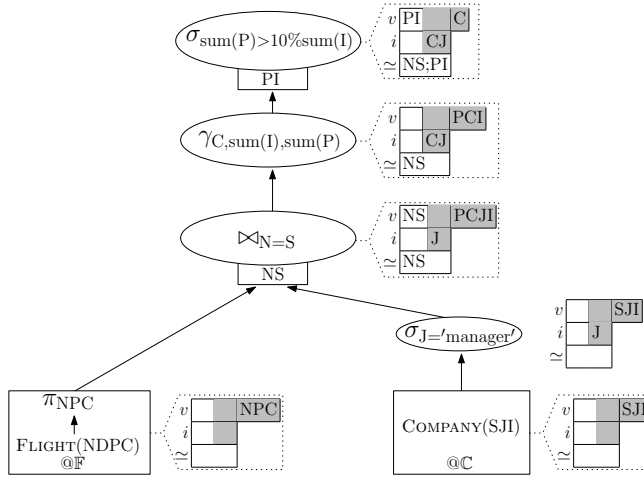 σsum(P)>10%sum(I)
PI
v PI C
i CJ
≃ NS;PI
γC,sum(I),sum(P)
v PCI
i CJ
≃ NS
⋈N=S
NS
v NS PCJI
i J
≃ NS
σJ='manager'
v SJI
i J
≃
πNPC
FLIGHT(NDPC)
@𝔽
v NPC
i
≃
COMPANY(SJI)
@ℂ
v SJI
i
≃